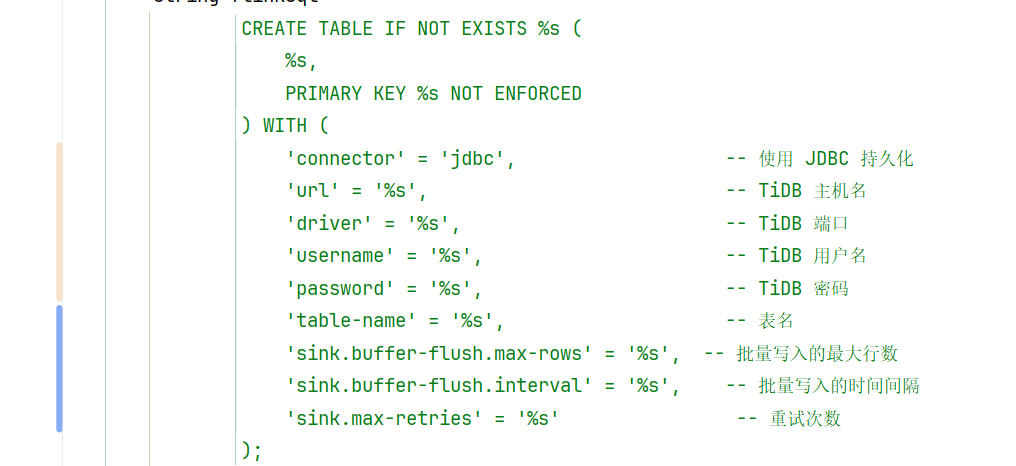 CREATE TABLE IF NOT EXISTS %s (
%s,
PRIMARY KEY %s NOT ENFORCED
) WITH (
'connector' = 'jdbc', -- 使用 JDBC 持久化
'url' = '%s', -- TiDB 主机名
'driver' = '%s', -- TiDB 端口
'username' = '%s', -- TiDB 用户名
'password' = '%s', -- TiDB 密码
'table-name' = '%s', -- 表名
'sink.buffer-flush.max-rows' = '%s', -- 批量写入的最大行数
'sink.buffer-flush.interval' = '%s', -- 批量写入的时间间隔
'sink.max-retries' = '%s' -- 重试次数
);